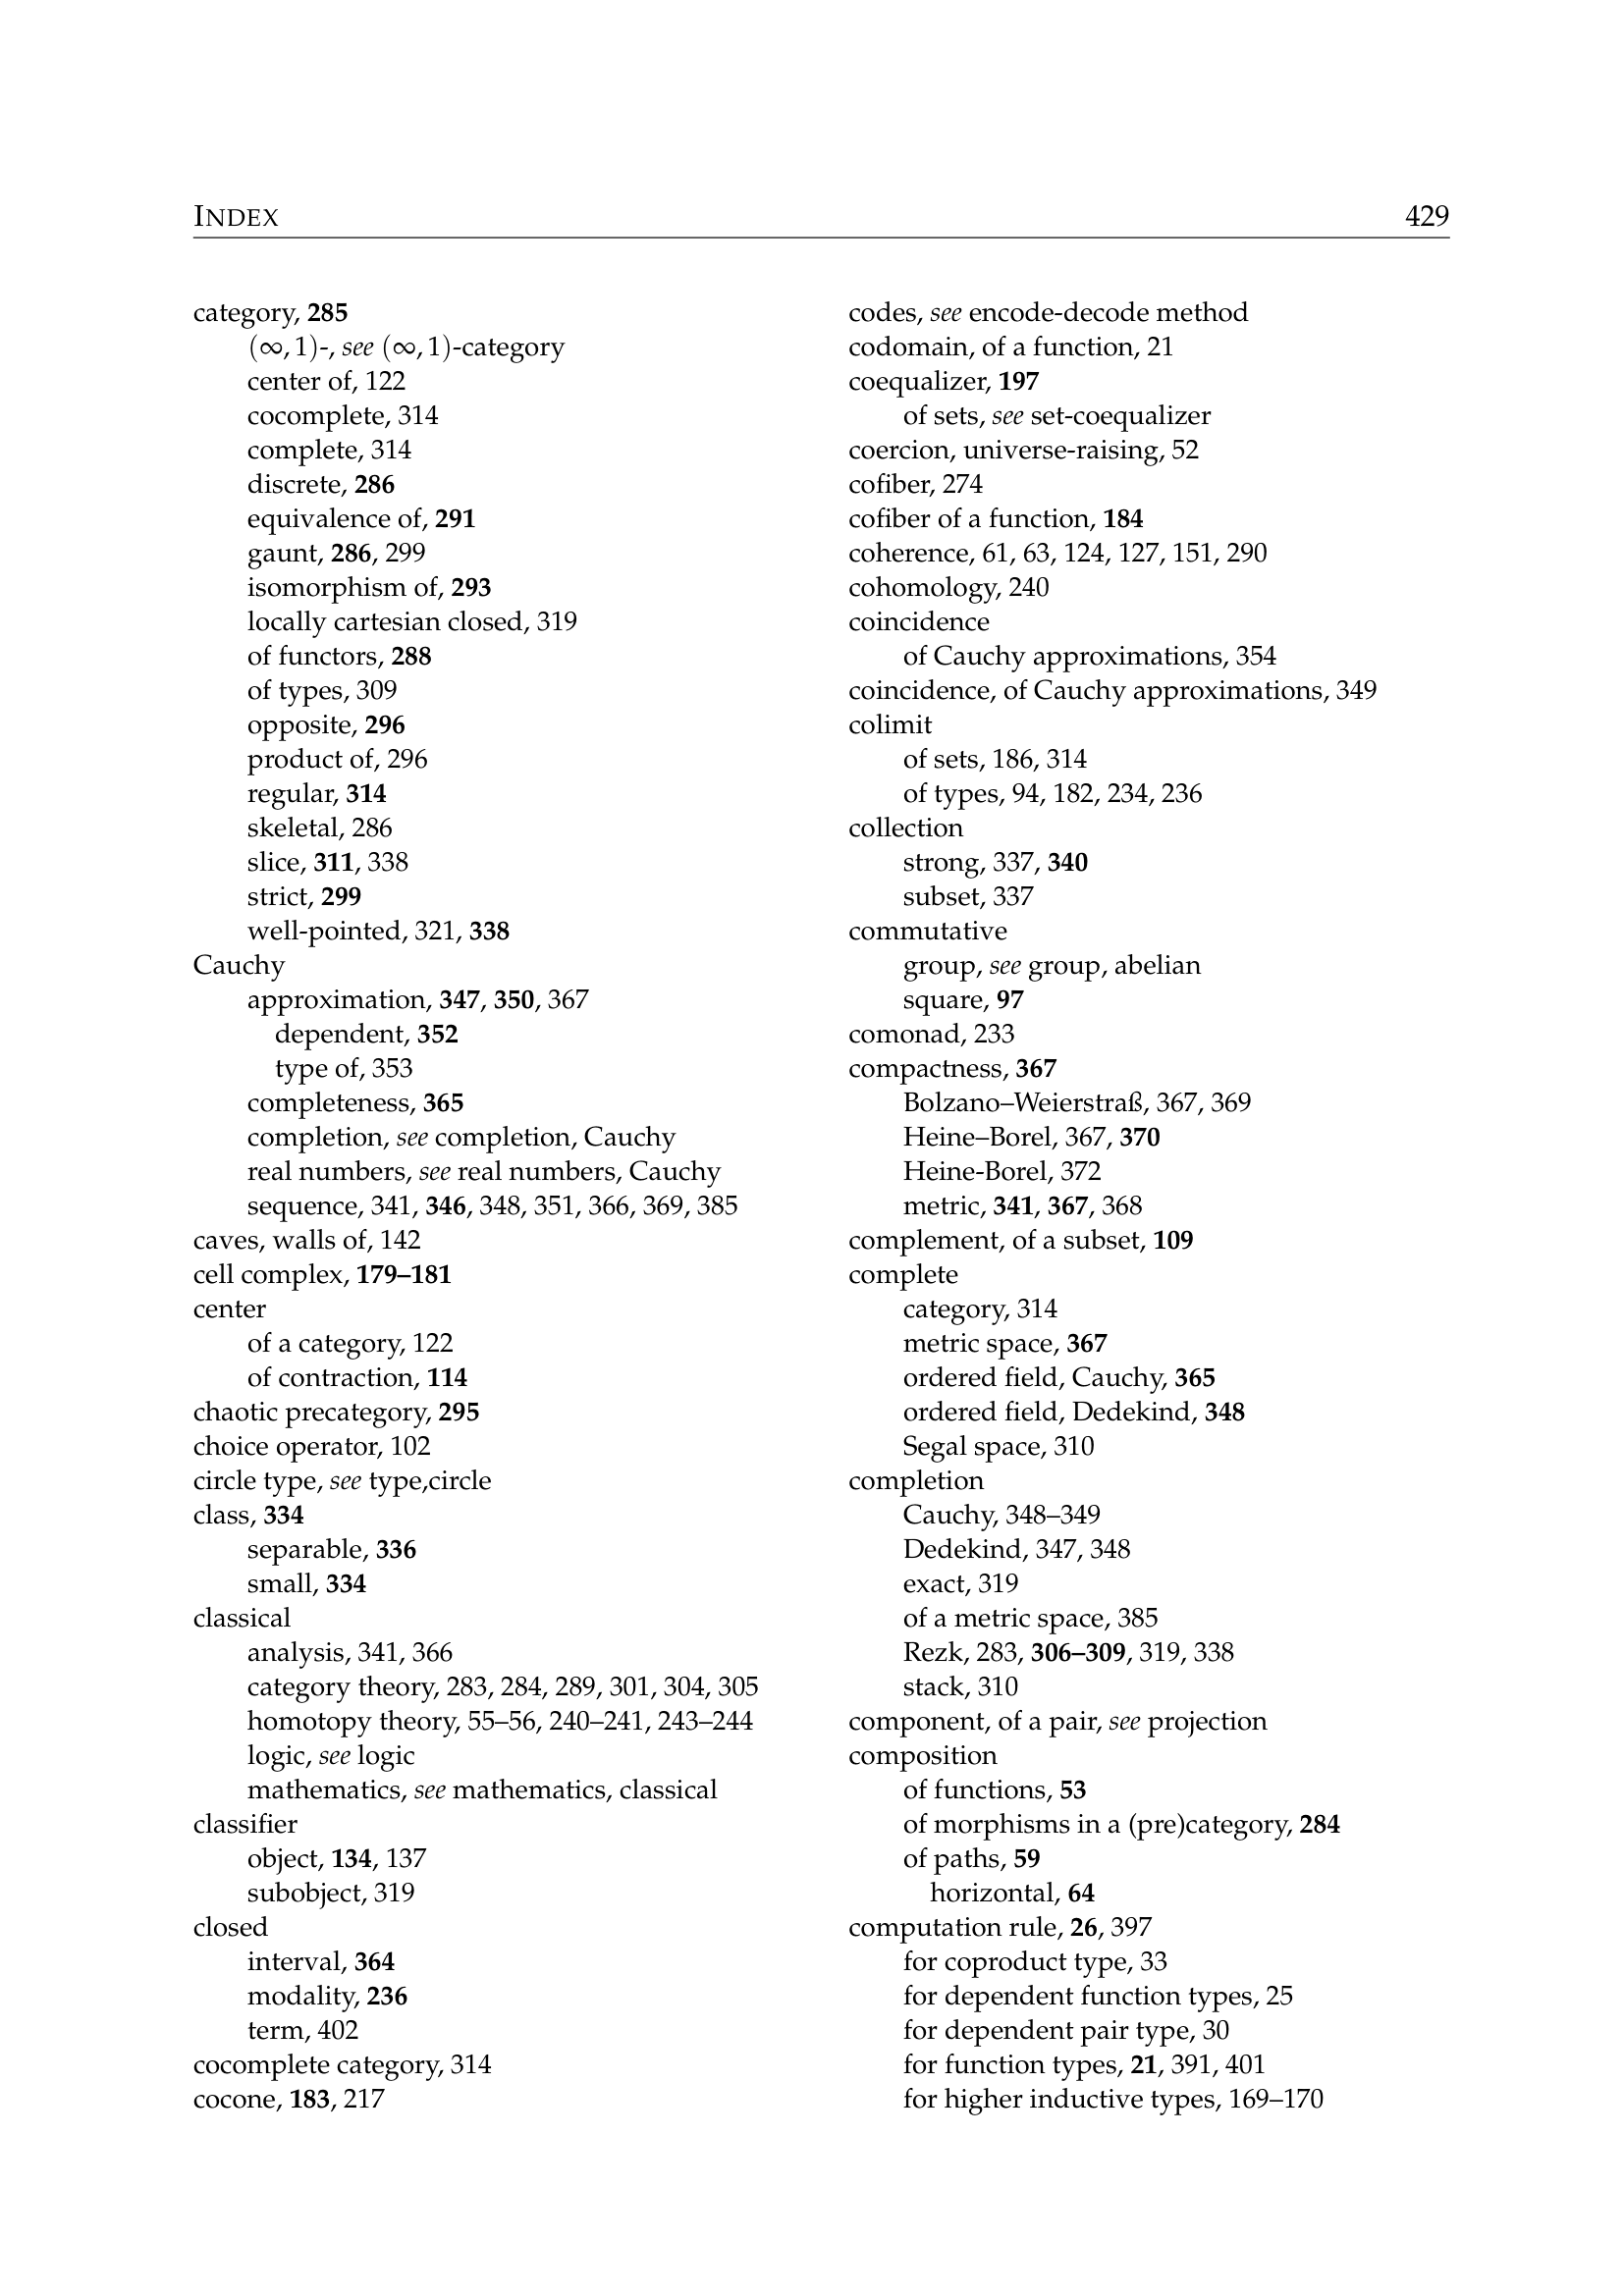 INDEX 429
category, 285
(∞, 1)-, see (∞, 1)-category
center of, 122
cocomplete, 314
complete, 314
discrete, 286
equivalence of, 291
gaunt, 286, 299
isomorphism of, 293
locally cartesian closed, 319
of functors, 288
of types, 309
opposite, 296
product of, 296
regular, 314
skeletal, 286
slice, 311, 338
strict, 299
well-pointed, 321, 338
Cauchy
approximation, 347, 350, 367
dependent, 352
type of, 353
completeness, 365
completion, see completion, Cauchy
real numbers, see real numbers, Cauchy
sequence, 341, 346, 348, 351, 366, 369, 385
caves, walls of, 142
cell complex, 179–181
center
of a category, 122
of contraction, 114
chaotic precategory, 295
choice operator, 102
circle type, see type,circle
class, 334
separable, 336
small, 334
classical
analysis, 341, 366
category theory, 283, 284, 289, 301, 304, 305
homotopy theory, 55–56, 240–241, 243–244
logic, see logic
mathematics, see mathematics, classical
classifier
object, 134, 137
subobject, 319
closed
interval, 364
modality, 236
term, 402
cocomplete category, 314
cocone, 183, 217
codes, see encode-decode method
codomain, of a function, 21
coequalizer, 197
of sets, see set-coequalizer
coercion, universe-raising, 52
cofiber, 274
cofiber of a function, 184
coherence, 61, 63, 124, 127, 151, 290
cohomology, 240
coincidence
of Cauchy approximations, 354
coincidence, of Cauchy approximations, 349
colimit
of sets, 186, 314
of types, 94, 182, 234, 236
collection
strong, 337, 340
subset, 337
commutative
group, see group, abelian
square, 97
comonad, 233
compactness, 367
Bolzano–Weierstraß, 367, 369
Heine–Borel, 367, 370
Heine-Borel, 372
metric, 341, 367, 368
complement, of a subset, 109
complete
category, 314
metric space, 367
ordered field, Cauchy, 365
ordered field, Dedekind, 348
Segal space, 310
completion
Cauchy, 348–349
Dedekind, 347, 348
exact, 319
of a metric space, 385
Rezk, 283, 306–309, 319, 338
stack, 310
component, of a pair, see projection
composition
of functions, 53
of morphisms in a (pre)category, 284
of paths, 59
horizontal, 64
computation rule, 26, 397
for coproduct type, 33
for dependent function types, 25
for dependent pair type, 30
for function types, 21, 391, 401
for higher inductive types, 169–170